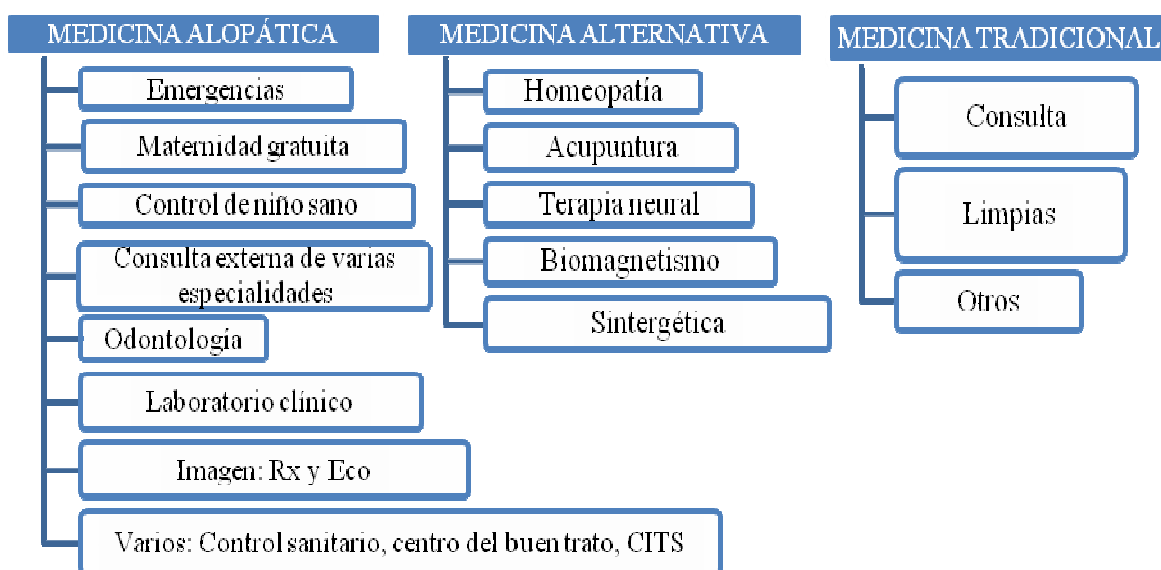 MEDICINA ALOPÁTICA
Emergencias
Maternidad gratuita
Control de niño sano
Consulta externa de varias
especialidades
Odontología
Laboratorio clínico
Imagen: Rx y Eco
Varios: Control sanitario, centro del buen trato, CITS
MEDICINA ALTERNATIVA
Homeopatía
Acupuntura
Terapia neural
Biomagnetismo
Sintergética
MEDICINA TRADICIONAL
Consulta
Limpias
Otros